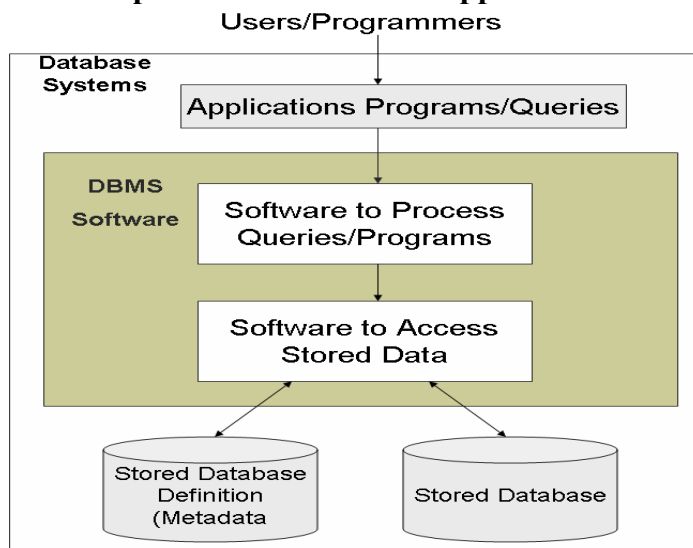 Users/Programmers
Database
Systems
Applications Programs/Queries
DBMS
Software
Software to Process
Queries/Programs
Software to Access
Stored Data
Stored Database
Definition
(Metadata
Stored Database